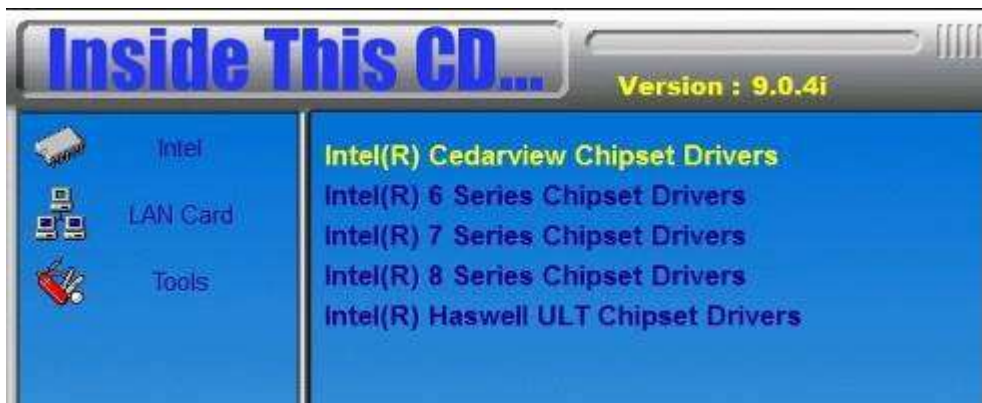 Inside This CD...
Version : 9.0.4i
Intel
LAN Card
Tools
Intel(R) Cedarview Chipset Drivers
Intel(R) 6 Series Chipset Drivers
Intel(R) 7 Series Chipset Drivers
Intel(R) 8 Series Chipset Drivers
Intel(R) Haswell ULT Chipset Drivers